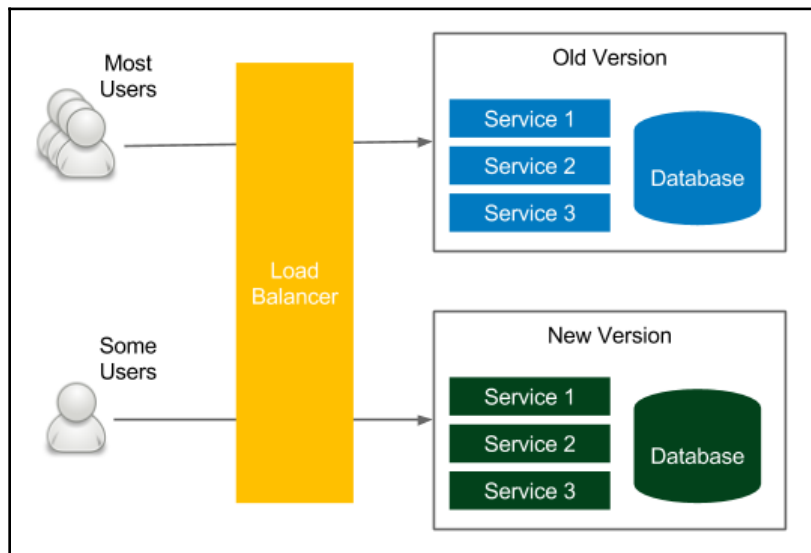 Most
Users
Old Version
Service 1
Service 2
Service 3
Database
Load
Balancer
Some
Users
New Version
Service 1
Service 2
Service 3
Database